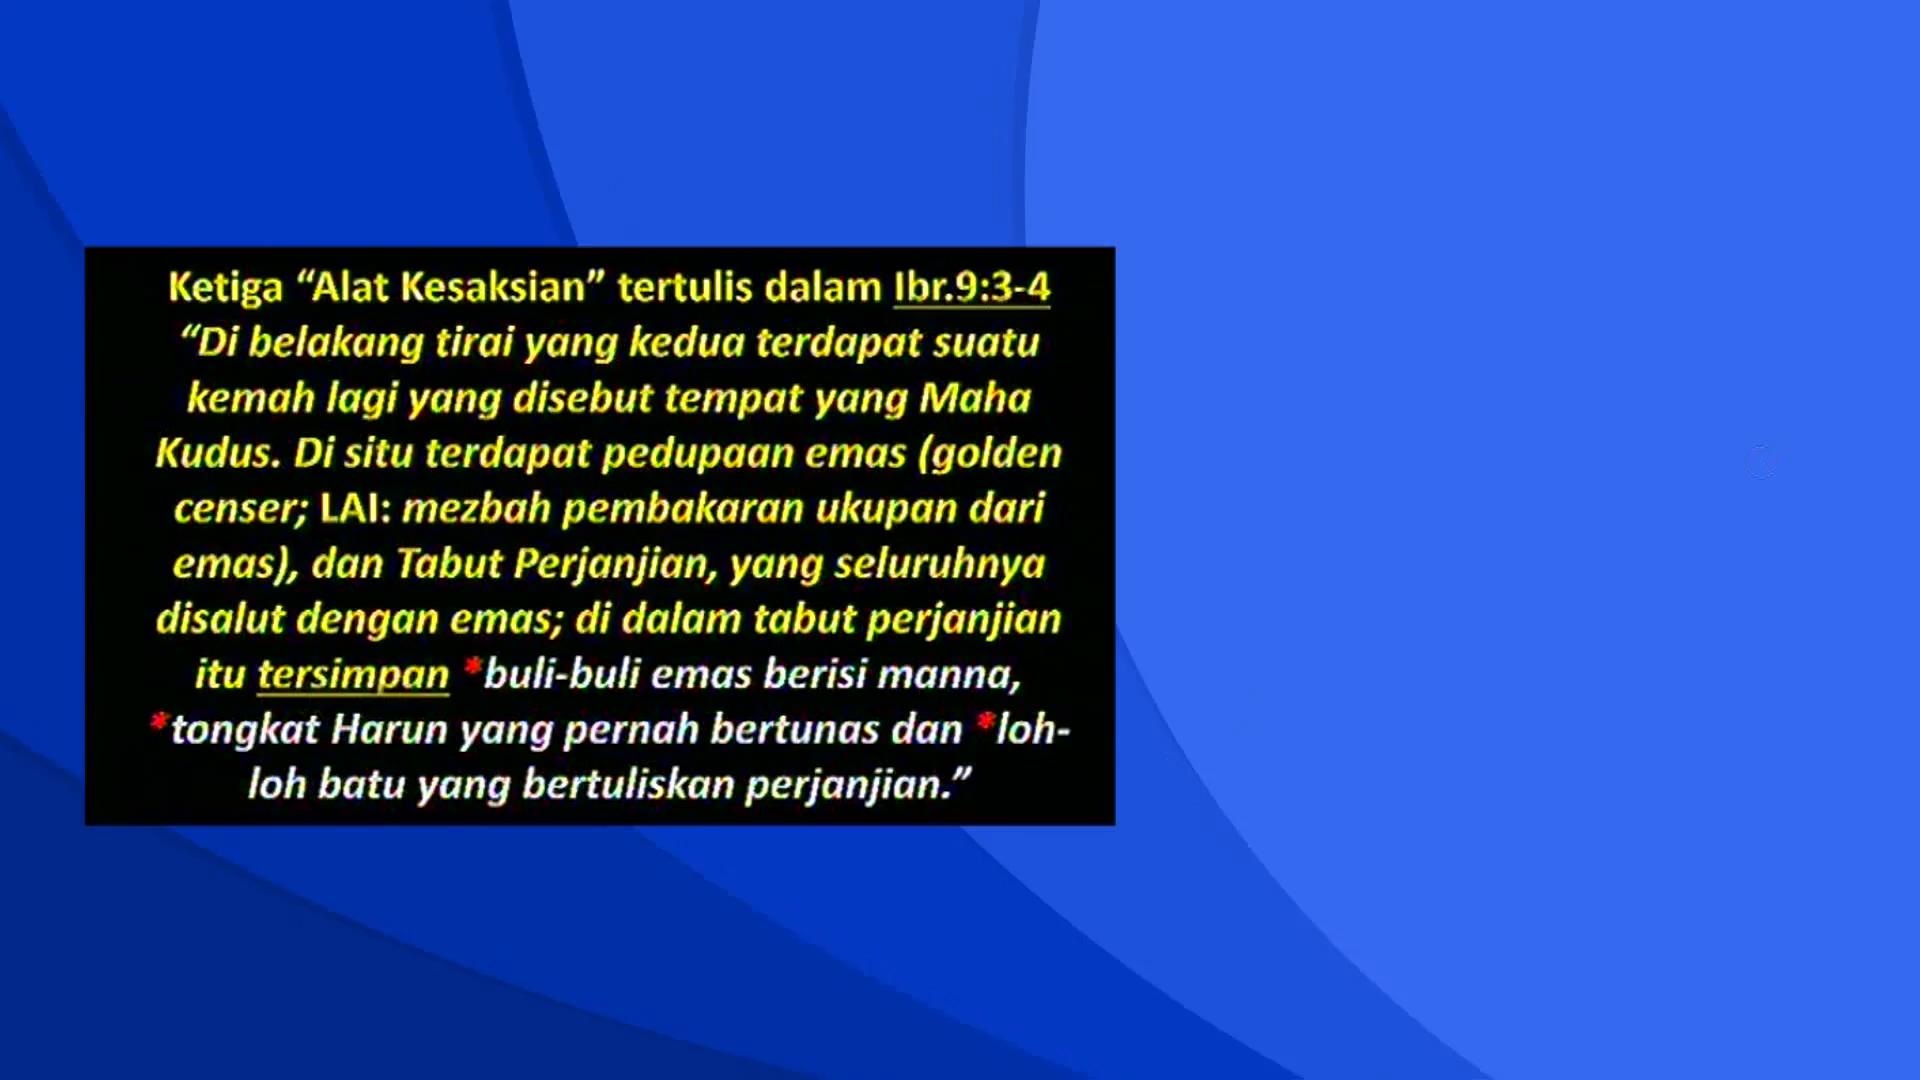 Ketiga “Alat Kesaksian” tertulis dalam Ibr.9:3-4
“Di belakang tirai yang kedua terdapat suatu
kemah lagi yang disebut tempat yang Maha
Kudus. Di situ terdapat pedupaan emas (golden
censer; LAI: mezbah pembakaran ukupan dari
emas), dan Tabut Perjanjian, yang seluruhnya
disalut dengan emas; di dalam tabut perjanjian
itu tersimpan *buli-buli emas berisi manna,
*tongkat Harun yang pernah bertunas dan *loh-
loh batu yang bertuliskan perjanjian.”